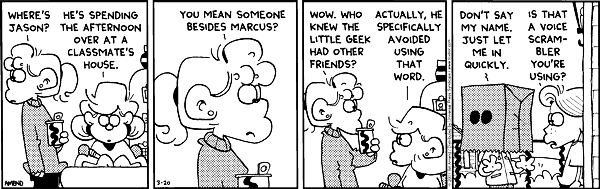 WHERE'S
JASON?
HE'S SPENDING
THE AFTERNOON
OVER AT A
CLASSMATE'S
HOUSE.
AMEND
YOU MEAN SOMEONE
BESIDES MARCUS?
3-20
WOW. WHO
KNEW THE
LITTLE GEEK
HAD OTHER
FRIENDS?
ACTUALLY, HE
SPECIFICALLY
AVOIDED
USING
THAT
WORD.
DON'T SAY
MY NAME.
JUST LET
ME IN
QUICKLY.
IS THAT
A VOICE
SCRAM-
BLER
YOU'RE
USING?